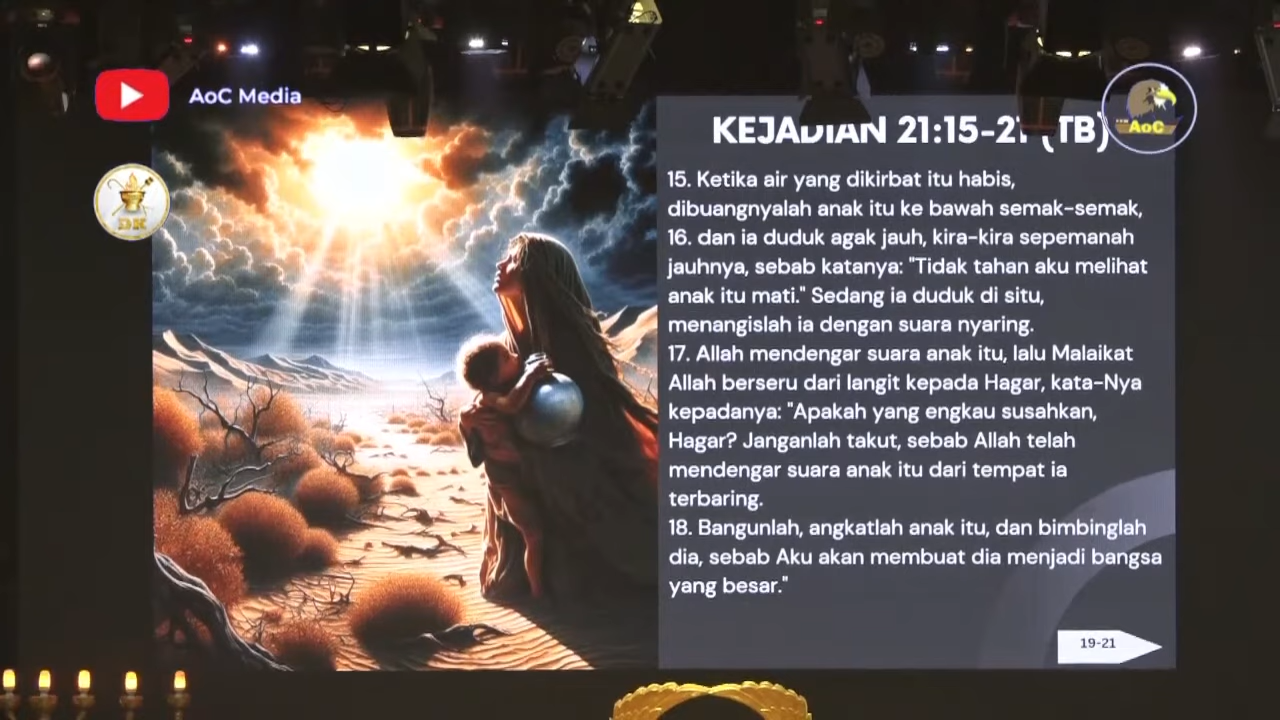 AoC Media
AoC
DK
KEJADIAN 21:15-21 (TB)
15. Ketika air yang dikirbat itu habis,
dibuangnyalah anak itu ke bawah semak-semak,
16. dan ia duduk agak jauh, kira-kira sepemanah
jauhnya, sebab katanya: "Tidak tahan aku melihat
anak itu mati." Sedang ia duduk di situ,
menangislah ia dengan suara nyaring.
17. Allah mendengar suara anak itu, lalu Malaikat
Allah berseru dari langit kepada Hagar, kata-Nya
kepadanya: "Apakah yang engkau susahkan,
Hagar? Janganlah takut, sebab Allah telah
mendengar suara anak itu dari tempat ia
terbaring.
18. Bangunlah, angkatlah anak itu, dan bimbinglah
dia, sebab Aku akan membuat dia menjadi bangsa
yang besar."
19-21